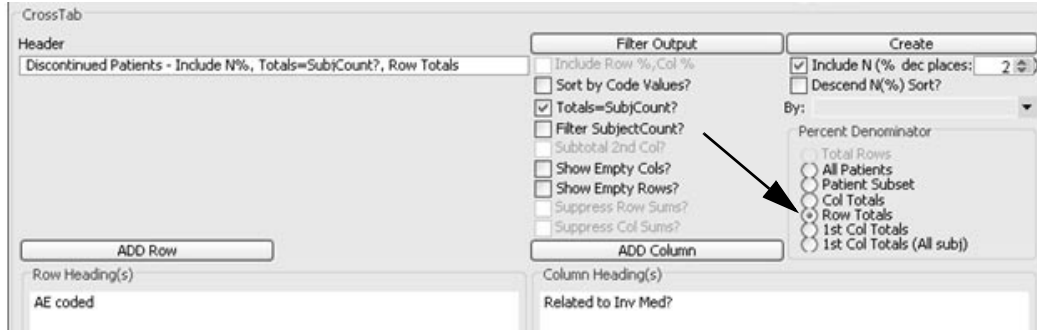 CrossTab
Header
Discontinued Patients - Include N%, Totals=SubjCount?, Row Totals
Filter Output
Include Row %,Col %
Sort by Code Values?
Totals=SubjCount?
Filter SubjectCount?
Subtotal 2nd Col?
Show Empty Cols?
Show Empty Rows?
Suppress Row Sums?
Suppress Col Sums?
Create
Include N (% dec places: 2)
Descend N(%) Sort?
By:
Percent Denominator
Total Rows
All Patients
Patient Subset
Col Totals
Row Totals
1st Col Totals
1st Col Totals (All subj)
ADD Row
ADD Column
Row Heading(s)
AE coded
Column Heading(s)
Related to Inv Med?